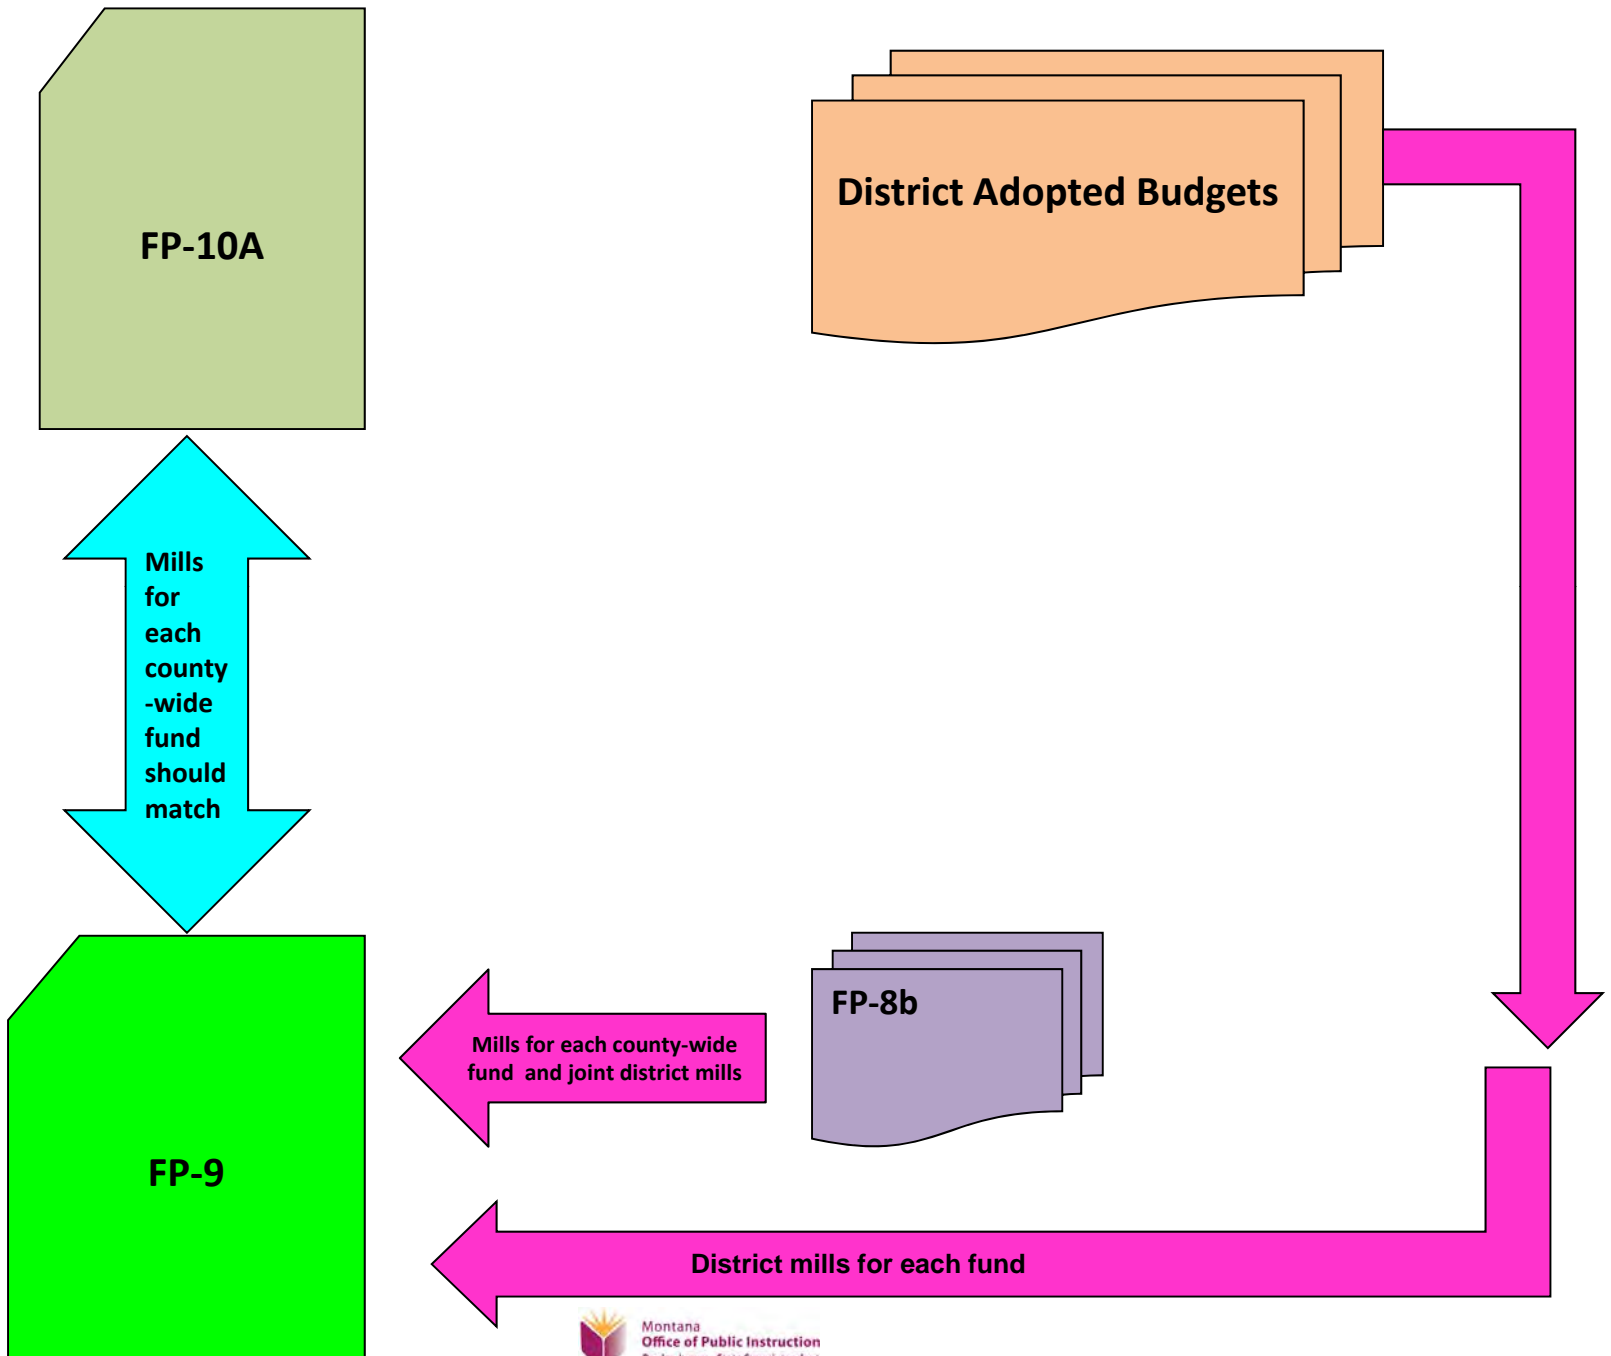 FP-10A
District Adopted Budgets
Mills
for
each
county
-wide
fund
should
match
FP-8b
Mills for each county-wide
fund and joint district mills
FP-9
District mills for each fund
Montana
Office of Public Instruction